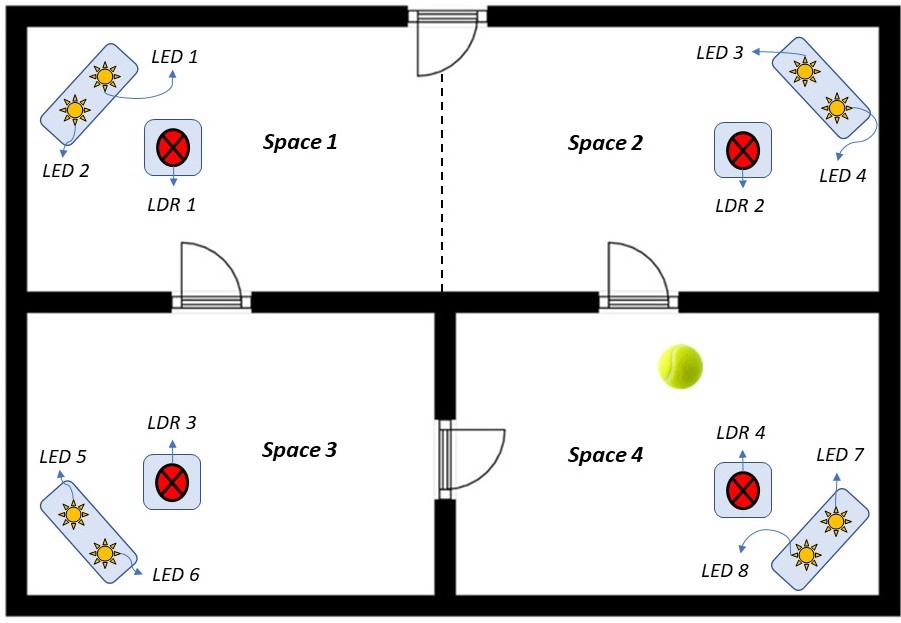 LED 1
LED 3
LED 2
Space 1
Space 2
LED 4
LDR 1
LDR 2
LDR 3
LED 5
Space 3
LDR 4
Space 4
LED 7
LED 6
LED 8